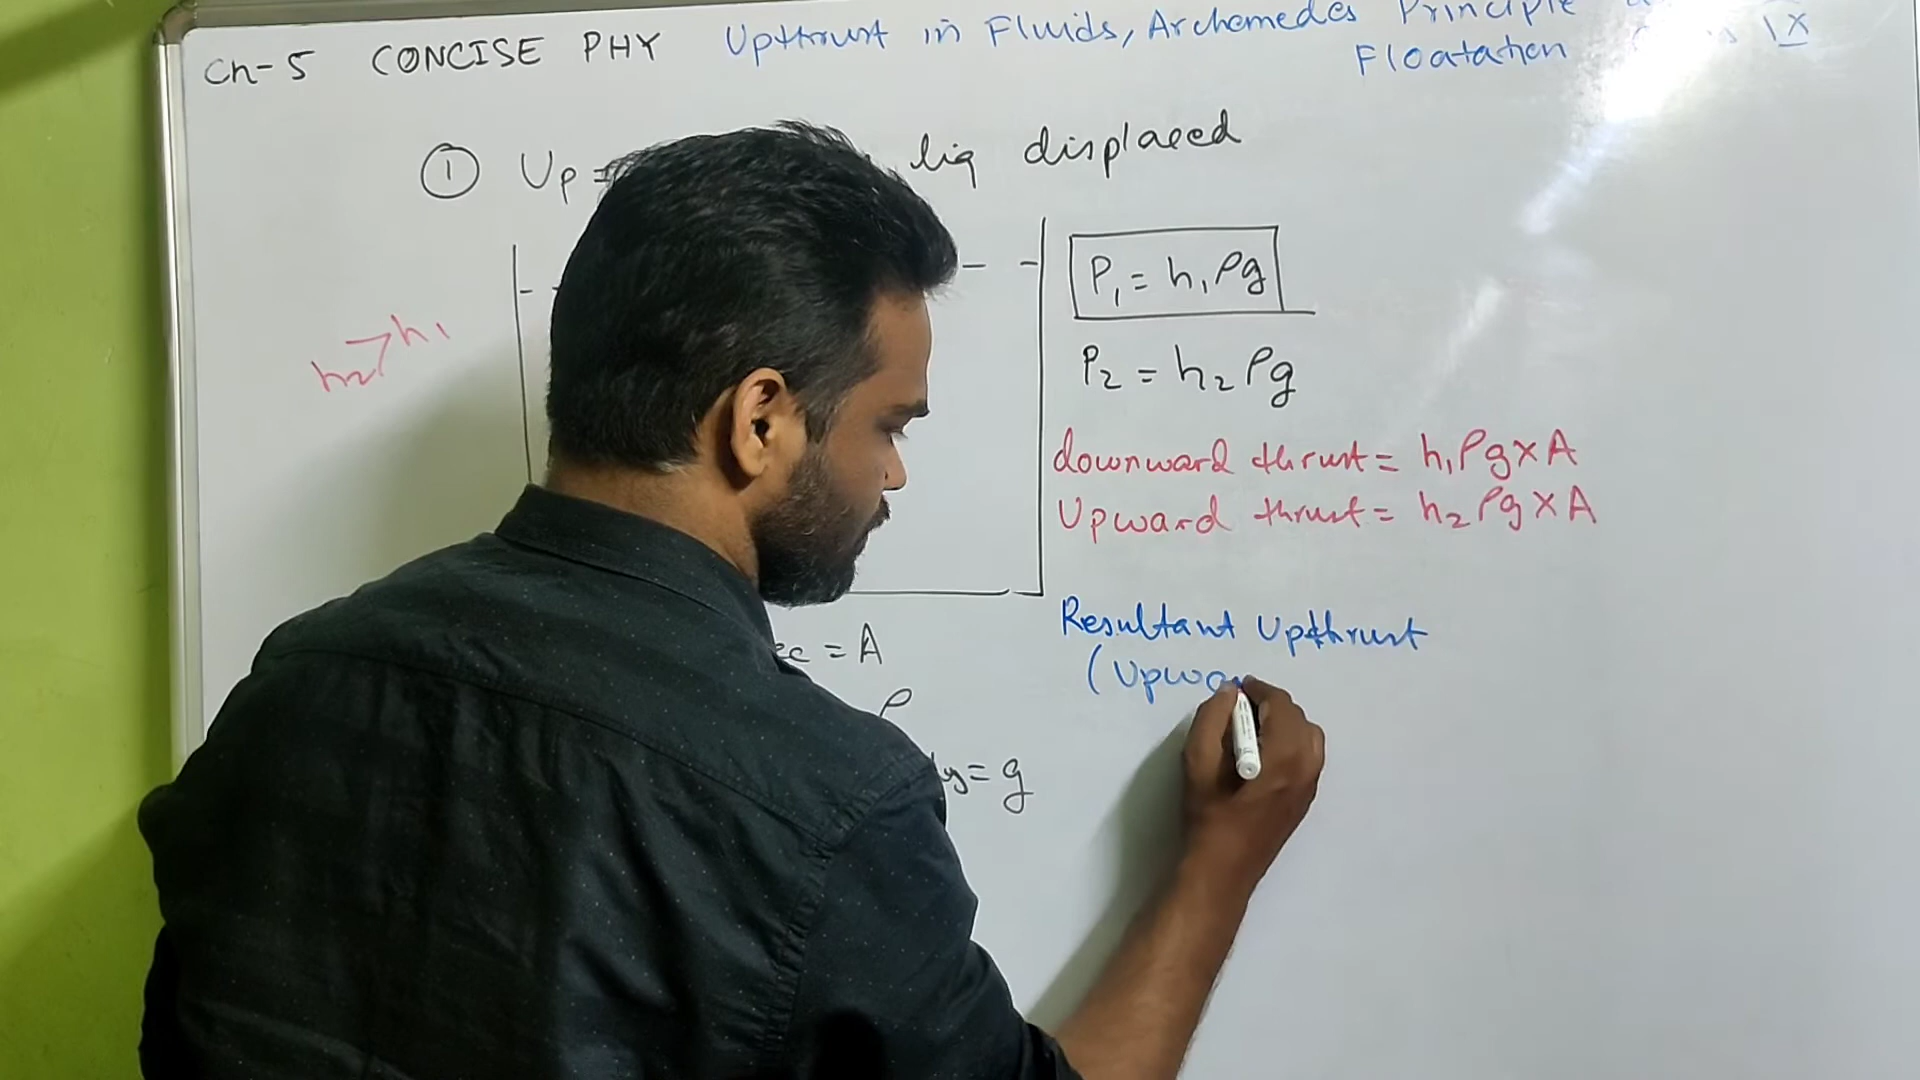 Ch-5 CONCISE PHY Upthrust in Fluids, Archemedes Principle
Floatation IX
① Up = liq displaced
h₂ > h₁
P₁ = h₁ρg
P₂ = h₂ρg
downward thrust = h₁ρg×A
Upward thrust = h₂ρg×A
Resultant Upthrust
(Upwa
= A
ρ
= g